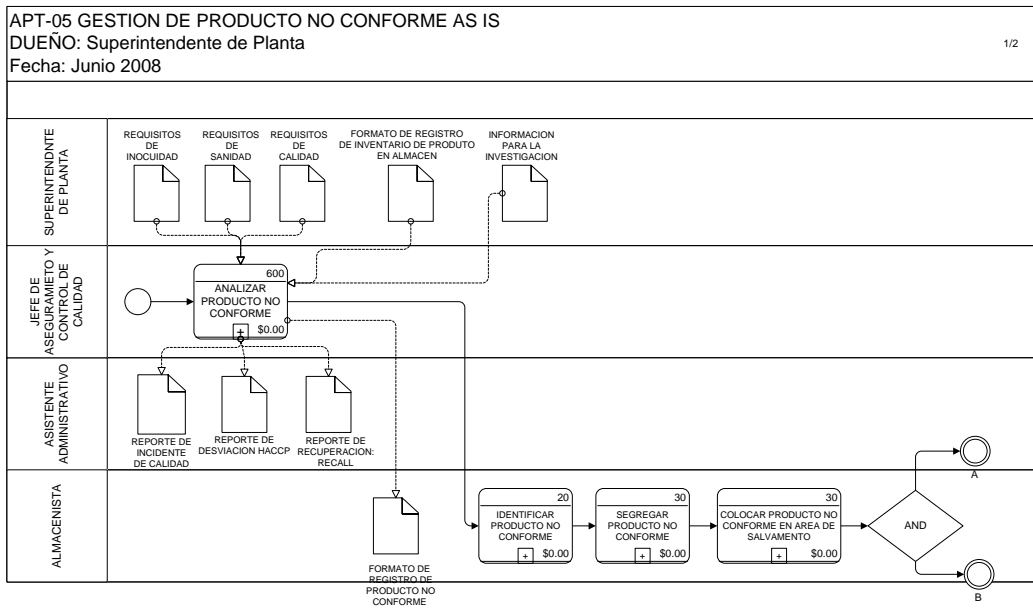 APT-05 GESTION DE PRODUCTO NO CONFORME AS IS
DUEÑO: Superintendente de Planta
Fecha: Junio 2008
1/2
SUPERINTENDNTE
DE PLANTA
REQUISITOS
DE
INOCUIDAD
REQUISITOS
DE
SANIDAD
REQUISITOS
DE
CALIDAD
FORMATO DE REGISTRO
DE INVENTARIO DE PRODUTO
EN ALMACEN
INFORMACION
PARA LA
INVESTIGACION
JEFE DE
ASEGURAMIETO Y
CONTROL DE
CALIDAD
600
ANALIZAR
PRODUCTO NO
CONFORME
+
$0.00
ASISTENTE
ADMINISTRATIVO
REPORTE DE
INCIDENTE
DE CALIDAD
REPORTE DE
DESVIACION HACCP
REPORTE DE
RECUPERACION:
RECALL
A
ALMACENISTA
FORMATO DE
REGISTRO DE
PRODUCTO NO
CONFORME
20
IDENTIFICAR
PRODUCTO NO
CONFORME
+
$0.00
30
SEGREGAR
PRODUCTO NO
CONFORME
+
$0.00
30
COLOCAR PRODUCTO NO
CONFORME EN AREA DE
SALVAMENTO
+
$0.00
AND
B